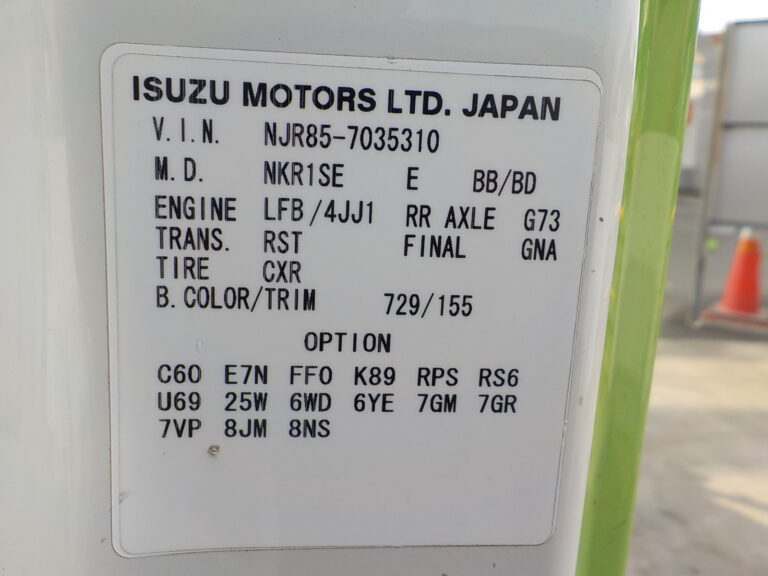 ISUZU MOTORS LTD. JAPAN
V.I.N. NJR85-7035310
M.D. NKR1SE E BB/BD
ENGINE LFB/4JJ1 RR AXLE G73
TRANS. RST FINAL GNA
TIRE CXR
B.COLOR/TRIM 729/155
OPTION
C60 E7N FF0 K89 RPS RS6
U69 25W 6WD 6YE 7GM 7GR
7VP 8JM 8NS